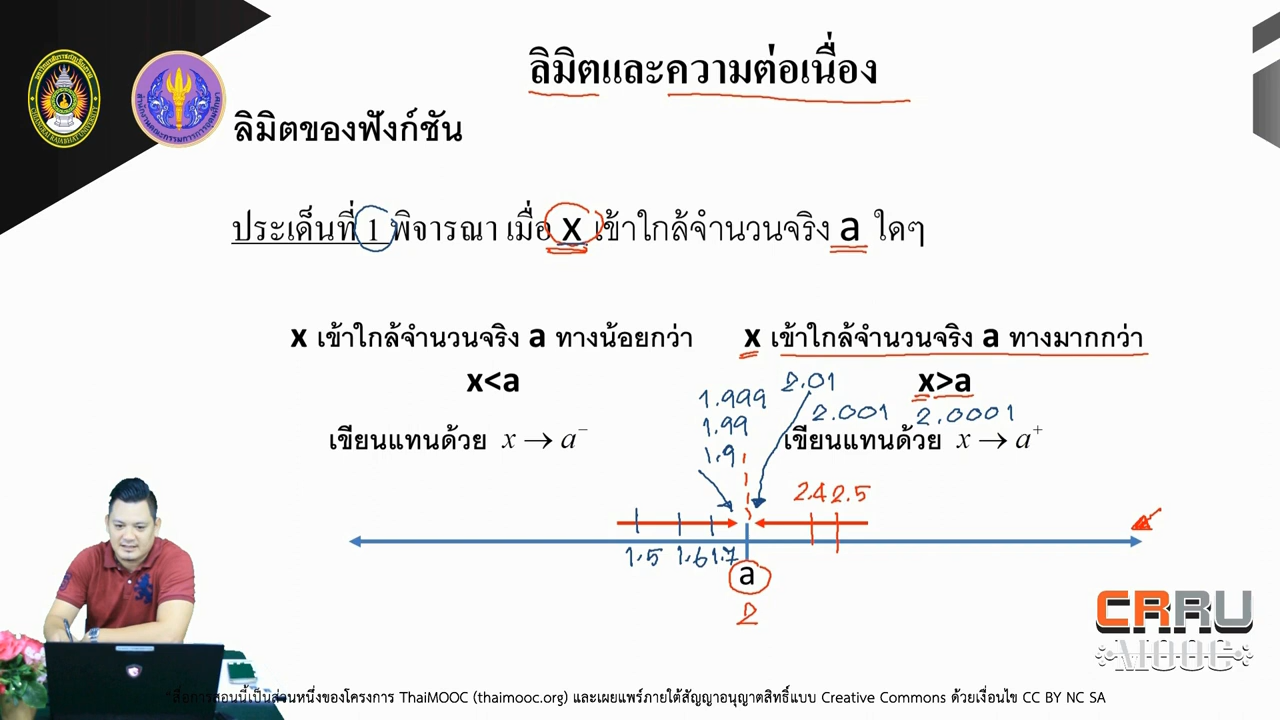 ลิมิตและความต่อเนื่อง
ลิมิตของฟังก์ชัน
ประเด็นที่ 1 พิจารณา เมื่อ x เข้าใกล้จำนวนจริง a ใดๆ
x เข้าใกล้จำนวนจริง a ทางน้อยกว่า
x<a
เขียนแทนด้วย x → a⁻
x เข้าใกล้จำนวนจริง a ทางมากกว่า
x>a
เขียนแทนด้วย x → a⁺
1.999
1.99
1.9
2.01
2.001 2.0001
2.4 2.5
1.5 1.6 1.7
a
2
CRRU
MOOC
*สื่อการสอนนี้เป็นส่วนหนึ่งของโครงการ ThaiMOOC (thaimooc.org) และเผยแพร่ภายใต้สัญญาอนุญาตสิทธิ์แบบ Creative Commons ด้วยเงื่อนไข CC BY NC SA